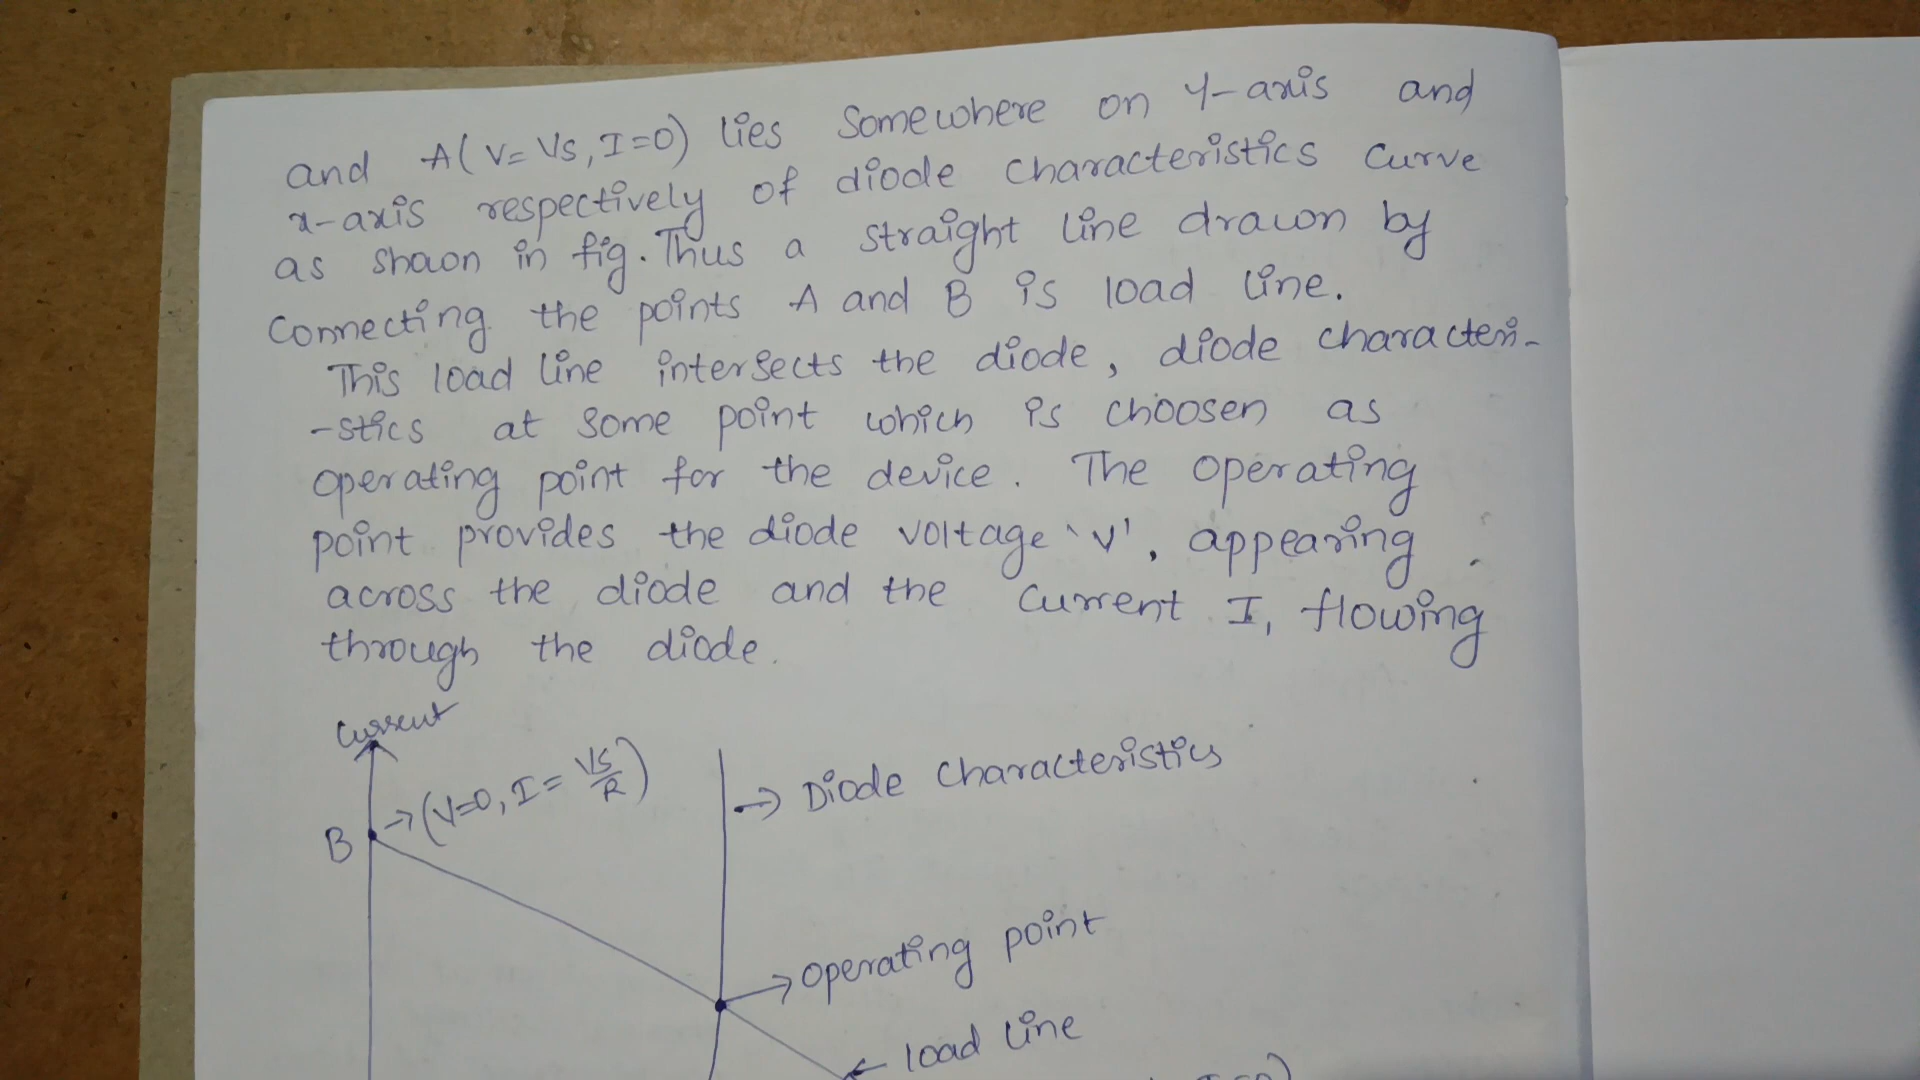 and A(V=Vs, I=0) lies Somewhere on Y-axis and
x-axis respectively of diode characteristics curve
as shown in fig. Thus a straight line drawn by
Connecting the points A and B is load line.
This load line intersects the diode, diode characteri-
-stics at some point which is choosen as
operating point for the device. The operating
point provides the diode voltage 'V', appearing
across the diode and the current I, flowing
through the diode.
Current
B →(V=0, I = Vs/R)
→ Diode characteristics
→ operating point
← load line